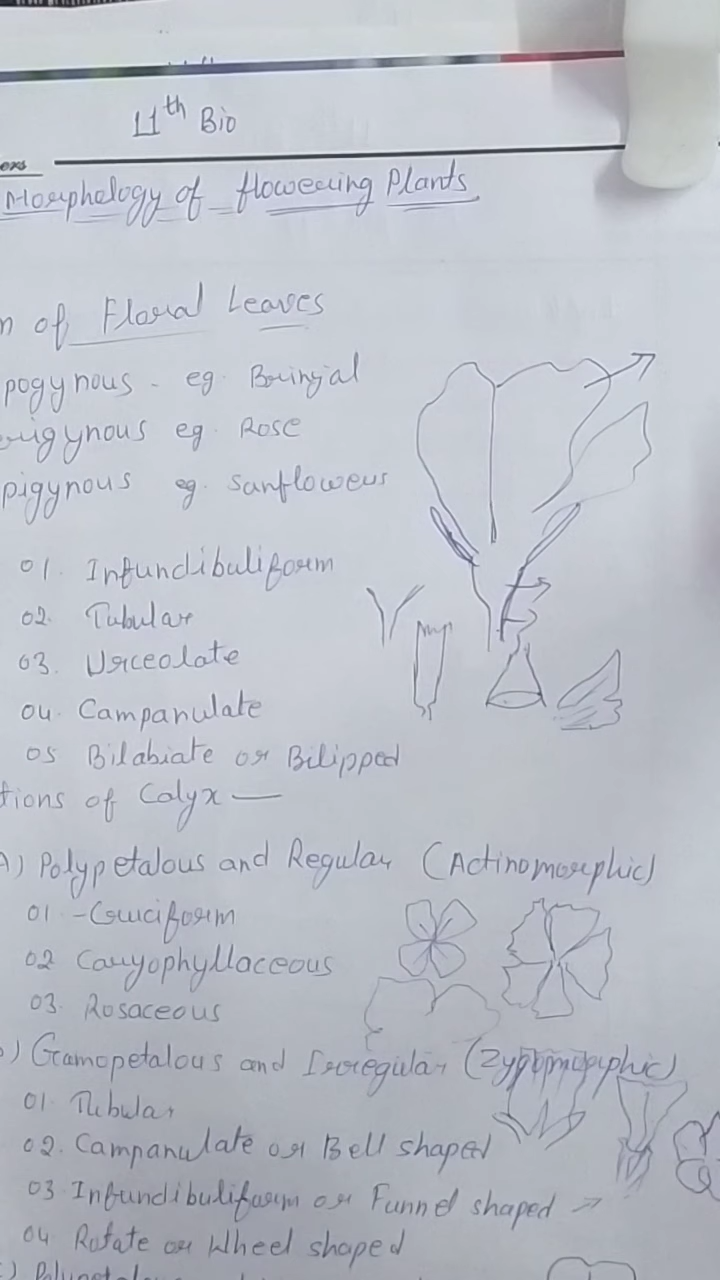 11th Bio
ers
Morphology of flowering Plants
n of Floral Leaves
pogynous - eg. Brinjal
rigynous eg. Rose
pigynous eg. Sanflower
01. Infundibuliform
02. Tubular
03. Urceolate
04. Campanulate
05 Bilabiate or Bilipped
tions of Calyx —
A) Polypetalous and Regular (Actinomorphic)
01 - Cruciform
02 Caryophyllaceous
03. Rosaceous
) Gamopetalous and Irregular (Zygomorphic)
01. Tubular
02. Campanulate or Bell shaped
03 Infundibuliform or Funnel shaped →
04 Rotate or Wheel shaped